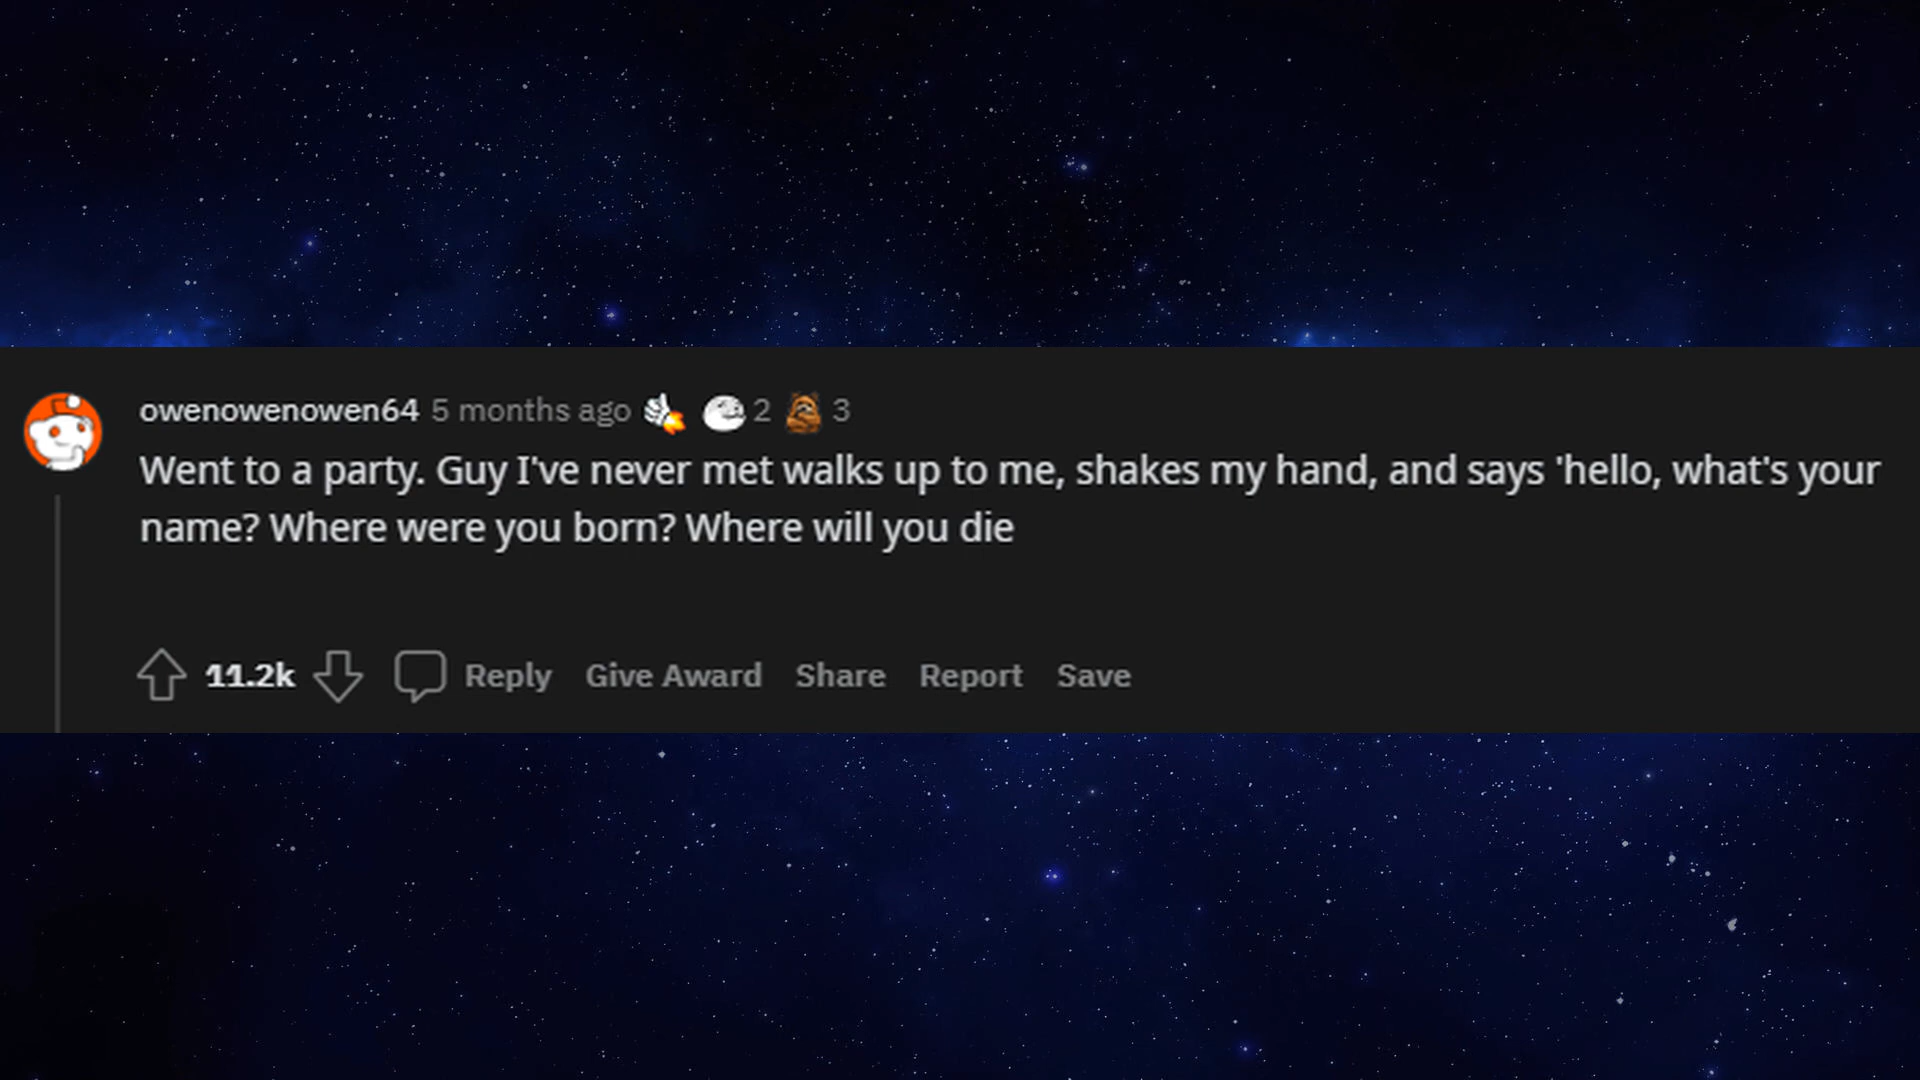 owenowenowen64 5 months ago 2 3
Went to a party. Guy I've never met walks up to me, shakes my hand, and says 'hello, what's your
name? Where were you born? Where will you die
11.2k Reply Give Award Share Report Save